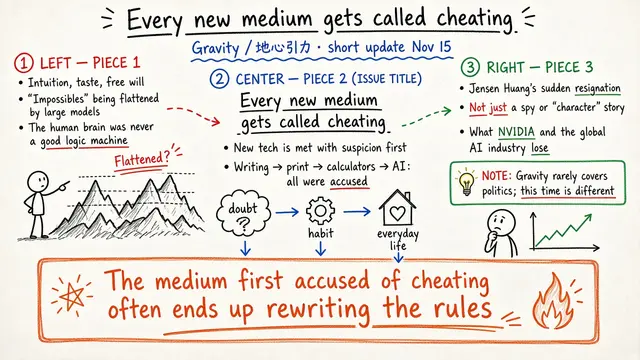 Every new medium gets called cheating
Gravity / 地心引力 · short update Nov 15
1 LEFT — PIECE 1
• Intuition, taste, free will
• “Impossibles” being flattened
by large models
• The human brain was never
a good logic machine
Flattened?
2 CENTER — PIECE 2 (ISSUE TITLE)
Every new medium
gets called cheating
• New tech is met with suspicion first
• Writing → print → calculators → AI:
all were accused
doubt
?
habit
everyday
life
3 RIGHT — PIECE 3
• Jensen Huang's sudden resignation
• Not just a spy or “character” story
• What NVIDIA and the global
AI industry lose
NOTE: Gravity rarely covers
politics; this time is different
The medium first accused of cheating
often ends up rewriting the rules